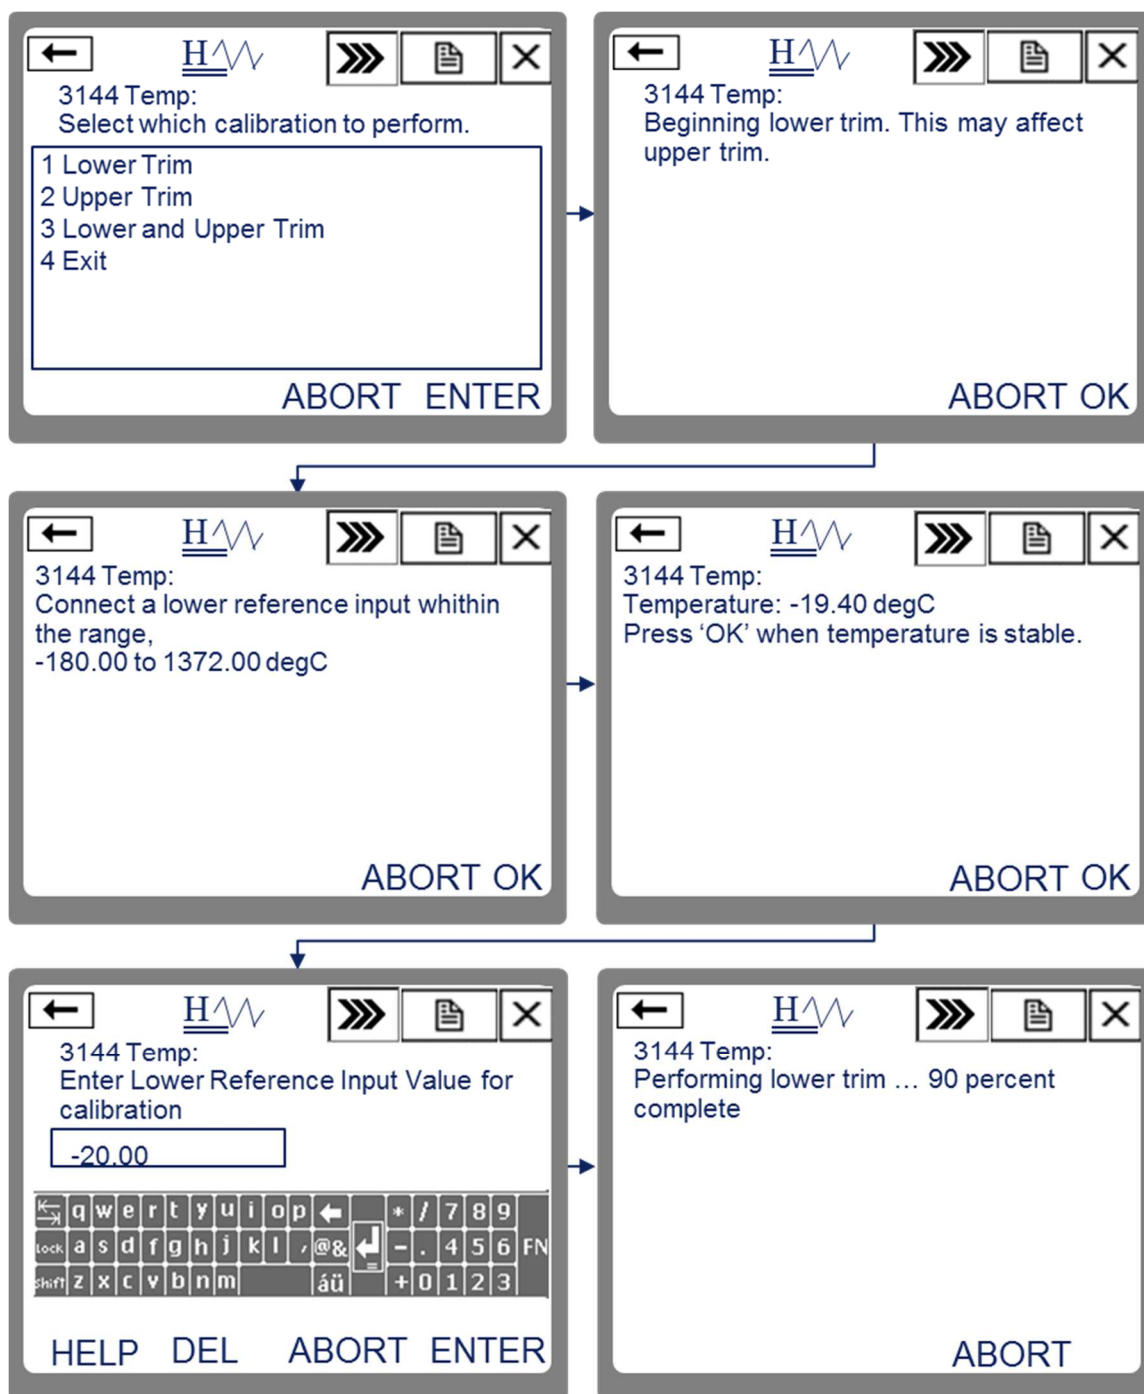 H
3144 Temp:
Select which calibration to perform.
1 Lower Trim
2 Upper Trim
3 Lower and Upper Trim
4 Exit
ABORT ENTER
H
3144 Temp:
Beginning lower trim. This may affect
upper trim.
ABORT OK
H
3144 Temp:
Connect a lower reference input whithin
the range,
-180.00 to 1372.00 degC
ABORT OK
H
3144 Temp:
Temperature: -19.40 degC
Press ‘OK’ when temperature is stable.
ABORT OK
H
3144 Temp:
Enter Lower Reference Input Value for
calibration
-20.00
q w e r t y u i o p * / 7 8 9
Lock a s d f g h j k l , @& - . 4 5 6 FN
Shift z x c v b n m áü = + 0 1 2 3
HELP DEL ABORT ENTER
H
3144 Temp:
Performing lower trim … 90 percent
complete
ABORT